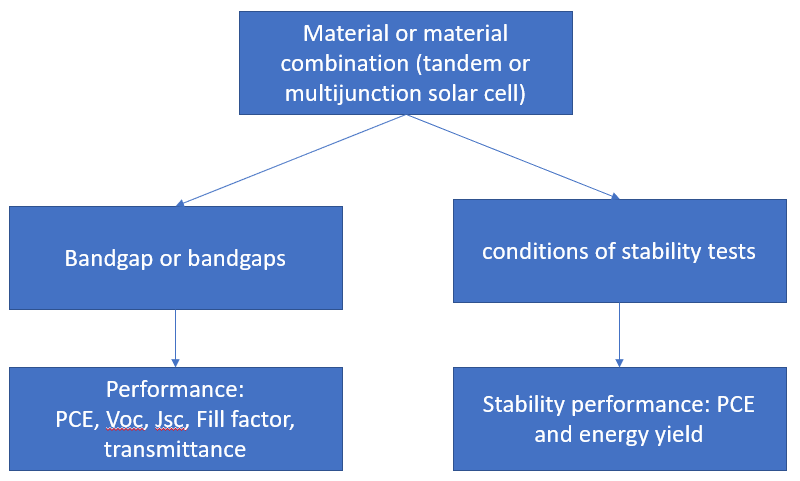 Material or material
combination (tandem or
multijunction solar cell)
Bandgap or bandgaps
conditions of stability tests
Performance:
PCE, Voc, Jsc, Fill factor,
transmittance
Stability performance: PCE
and energy yield